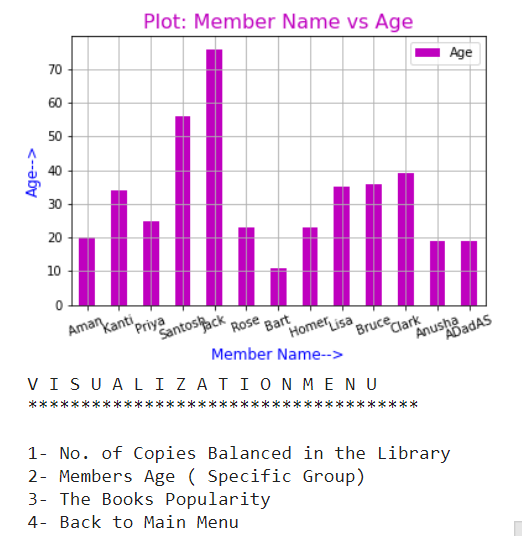 Plot: Member Name vs Age
Age
70
60
50
40
30
20
10
0
Age-->
Aman Kanti Priya Santosh Jack Rose Bart Homer Lisa Bruce Clark Anusha ADadAS
Member Name-->
V I S U A L I Z A T I O N M E N U
***************************************
1- No. of Copies Balanced in the Library
2- Members Age ( Specific Group)
3- The Books Popularity
4- Back to Main Menu